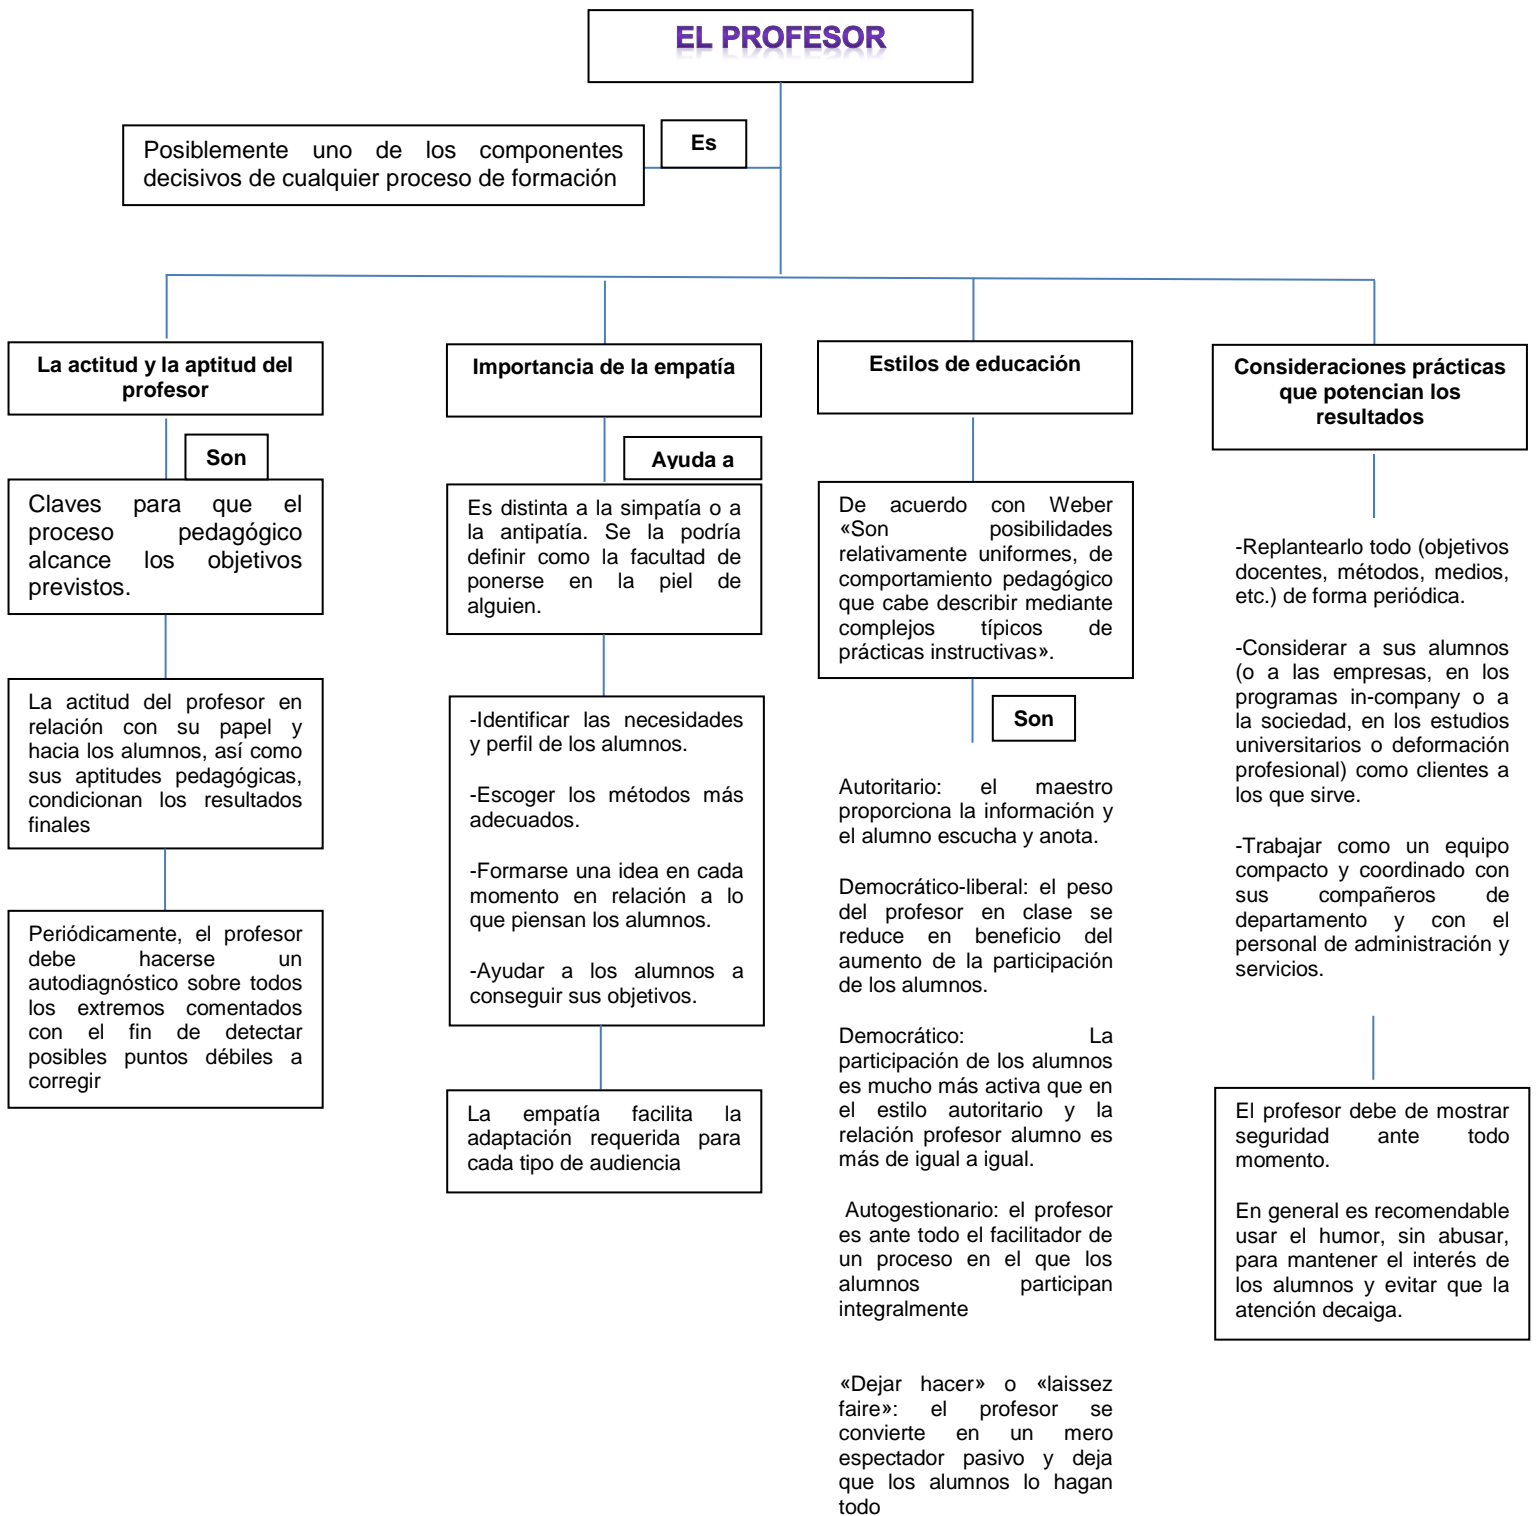 EL PROFESOR
Es
Posiblemente uno de los componentes
decisivos de cualquier proceso de formación
La actitud y la aptitud del
profesor
Son
Claves para que el
proceso pedagógico
alcance los objetivos
previstos.
La actitud del profesor en
relación con su papel y
hacia los alumnos, así como
sus aptitudes pedagógicas,
condicionan los resultados
finales
Periódicamente, el profesor
debe hacerse un
autodiagnóstico sobre todos
los extremos comentados
con el fin de detectar
posibles puntos débiles a
corregir
Importancia de la empatía
Ayuda a
Es distinta a la simpatía o a
la antipatía. Se la podría
definir como la facultad de
ponerse en la piel de
alguien.
-Identificar las necesidades
y perfil de los alumnos.
-Escoger los métodos más
adecuados.
-Formarse una idea en cada
momento en relación a lo
que piensan los alumnos.
-Ayudar a los alumnos a
conseguir sus objetivos.
La empatía facilita la
adaptación requerida para
cada tipo de audiencia
Estilos de educación
De acuerdo con Weber
«Son posibilidades
relativamente uniformes, de
comportamiento pedagógico
que cabe describir mediante
complejos típicos de
prácticas instructivas».
Son
Autoritario: el maestro
proporciona la información y
el alumno escucha y anota.
Democrático-liberal: el peso
del profesor en clase se
reduce en beneficio del
aumento de la participación
de los alumnos.
Democrático: La
participación de los alumnos
es mucho más activa que en
el estilo autoritario y la
relación profesor alumno es
más de igual a igual.
Autogestionario: el profesor
es ante todo el facilitador de
un proceso en el que los
alumnos participan
integralmente
«Dejar hacer» o «laissez
faire»: el profesor se
convierte en un mero
espectador pasivo y deja
que los alumnos lo hagan
todo
Consideraciones prácticas
que potencian los
resultados
-Replantearlo todo (objetivos
docentes, métodos, medios,
etc.) de forma periódica.
-Considerar a sus alumnos
(o a las empresas, en los
programas in-company o a
la sociedad, en los estudios
universitarios o deformación
profesional) como clientes a
los que sirve.
-Trabajar como un equipo
compacto y coordinado con
sus compañeros de
departamento y con el
personal de administración y
servicios.
El profesor debe de mostrar
seguridad ante todo
momento.
En general es recomendable
usar el humor, sin abusar,
para mantener el interés de
los alumnos y evitar que la
atención decaiga.